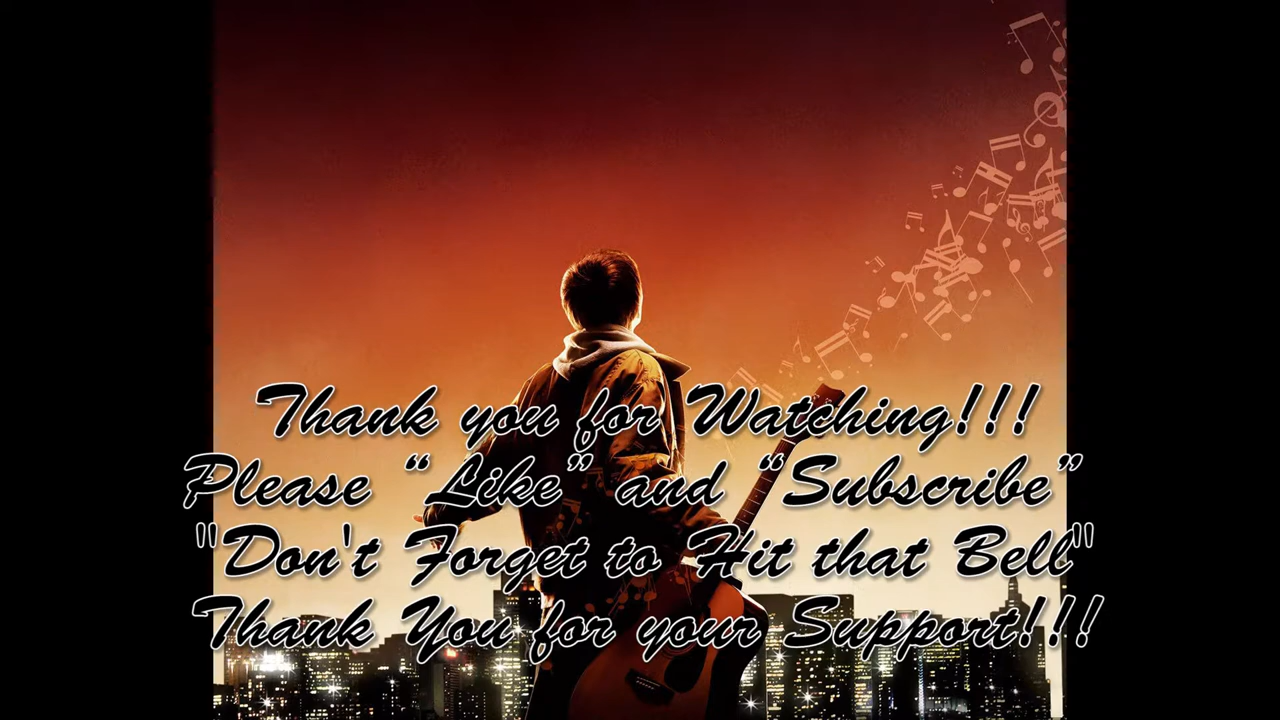 Thank you for Watching!!!
Please “Like” and “Subscribe”
"Don't Forget to Hit that Bell"
Thank You for your Support!!!